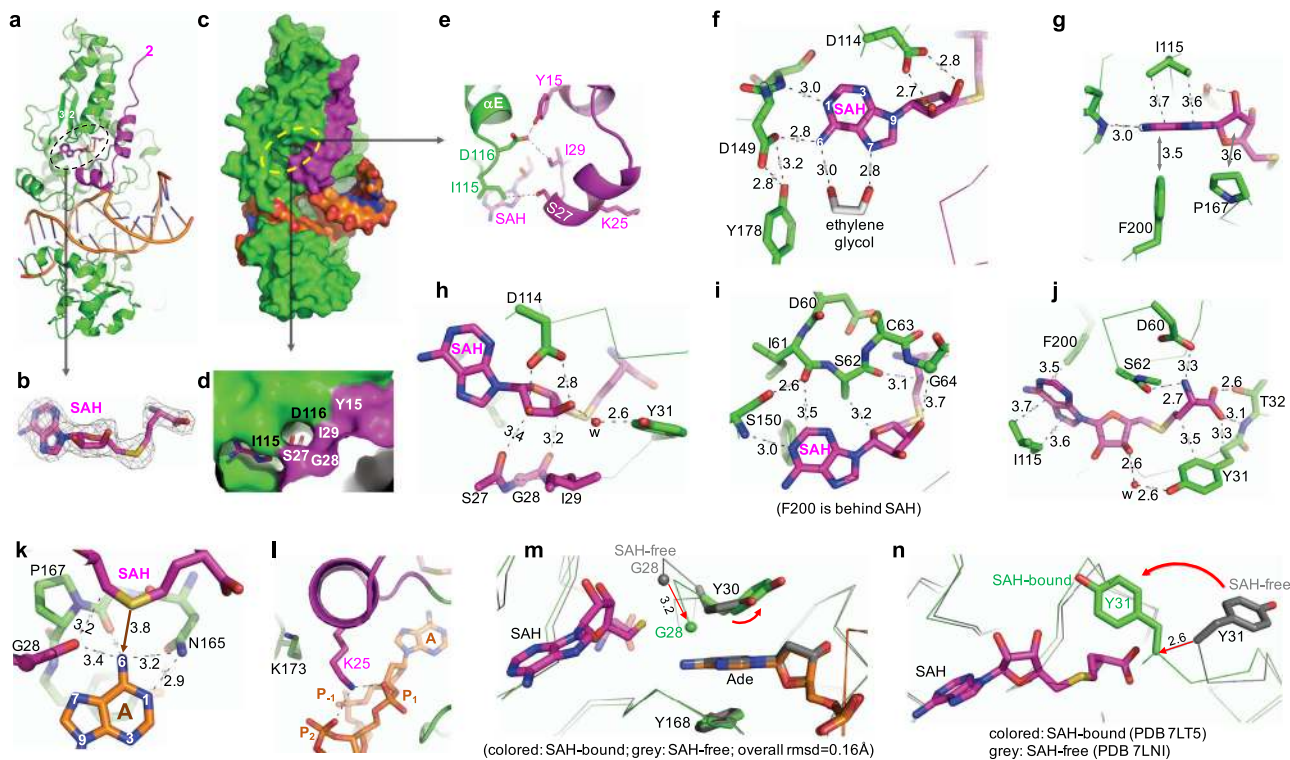 a
2
3 2
b
SAH
c
d
D116
Y15
I115
I29
S27
G28
e
Y15
αE
D116
I29
I115
SAH
S27
K25
f
D114
2.8
3.0
3
2.7
SAH
1
9
2.8
6
7
D149
3.2
2.8
3.0
2.8
Y178
ethylene
glycol
g
I115
3.7
3.6
3.0
3.5
3.6
P167
F200
h
D114
SAH
2.8
2.6
Y31
w
3.4
3.2
S27
G28
I29
i
D60
C63
I61
S62
2.6
3.1
G64
3.5
3.7
3.2
S150
3.0
SAH
(F200 is behind SAH)
j
D60
F200
S62
3.3
3.5
2.6
T32
2.7
3.7
3.1
3.6
3.5
3.3
I115
2.6
Y31
w
2.6
k
P167
SAH
3.8
3.2
G28
N165
3.4
6
3.2
2.9
7
A
1
9
3
l
A
K173
K25
P-1
P1
P2
m
SAH-free
G28
Y30
3.2
SAH
G28
Ade
Y168
(colored: SAH-bound; grey: SAH-free; overall rmsd=0.16Å)
n
SAH-bound
SAH-free
Y31
2.6
Y31
SAH
colored: SAH-bound (PDB 7LT5)
grey: SAH-free (PDB 7LNI)